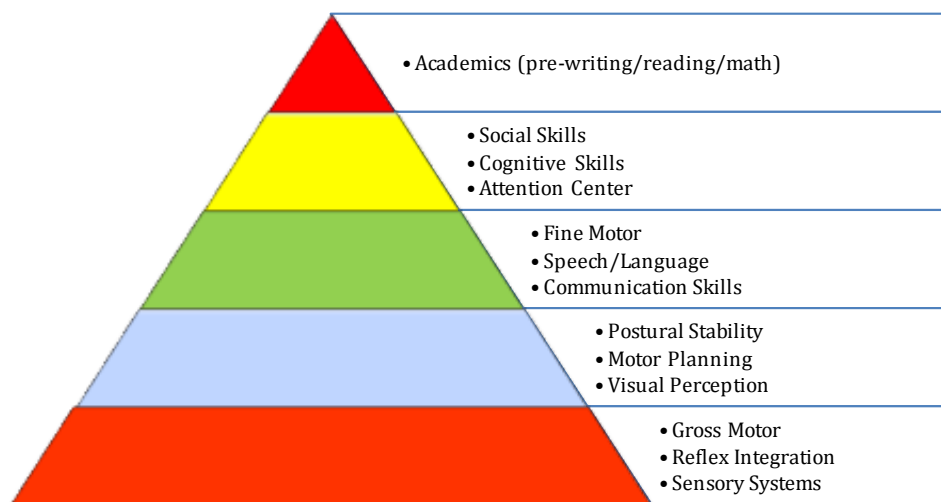 • Academics (pre-writing/reading/math)
• Social Skills
• Cognitive Skills
• Attention Center
• Fine Motor
• Speech/Language
• Communication Skills
• Postural Stability
• Motor Planning
• Visual Perception
• Gross Motor
• Reflex Integration
• Sensory Systems